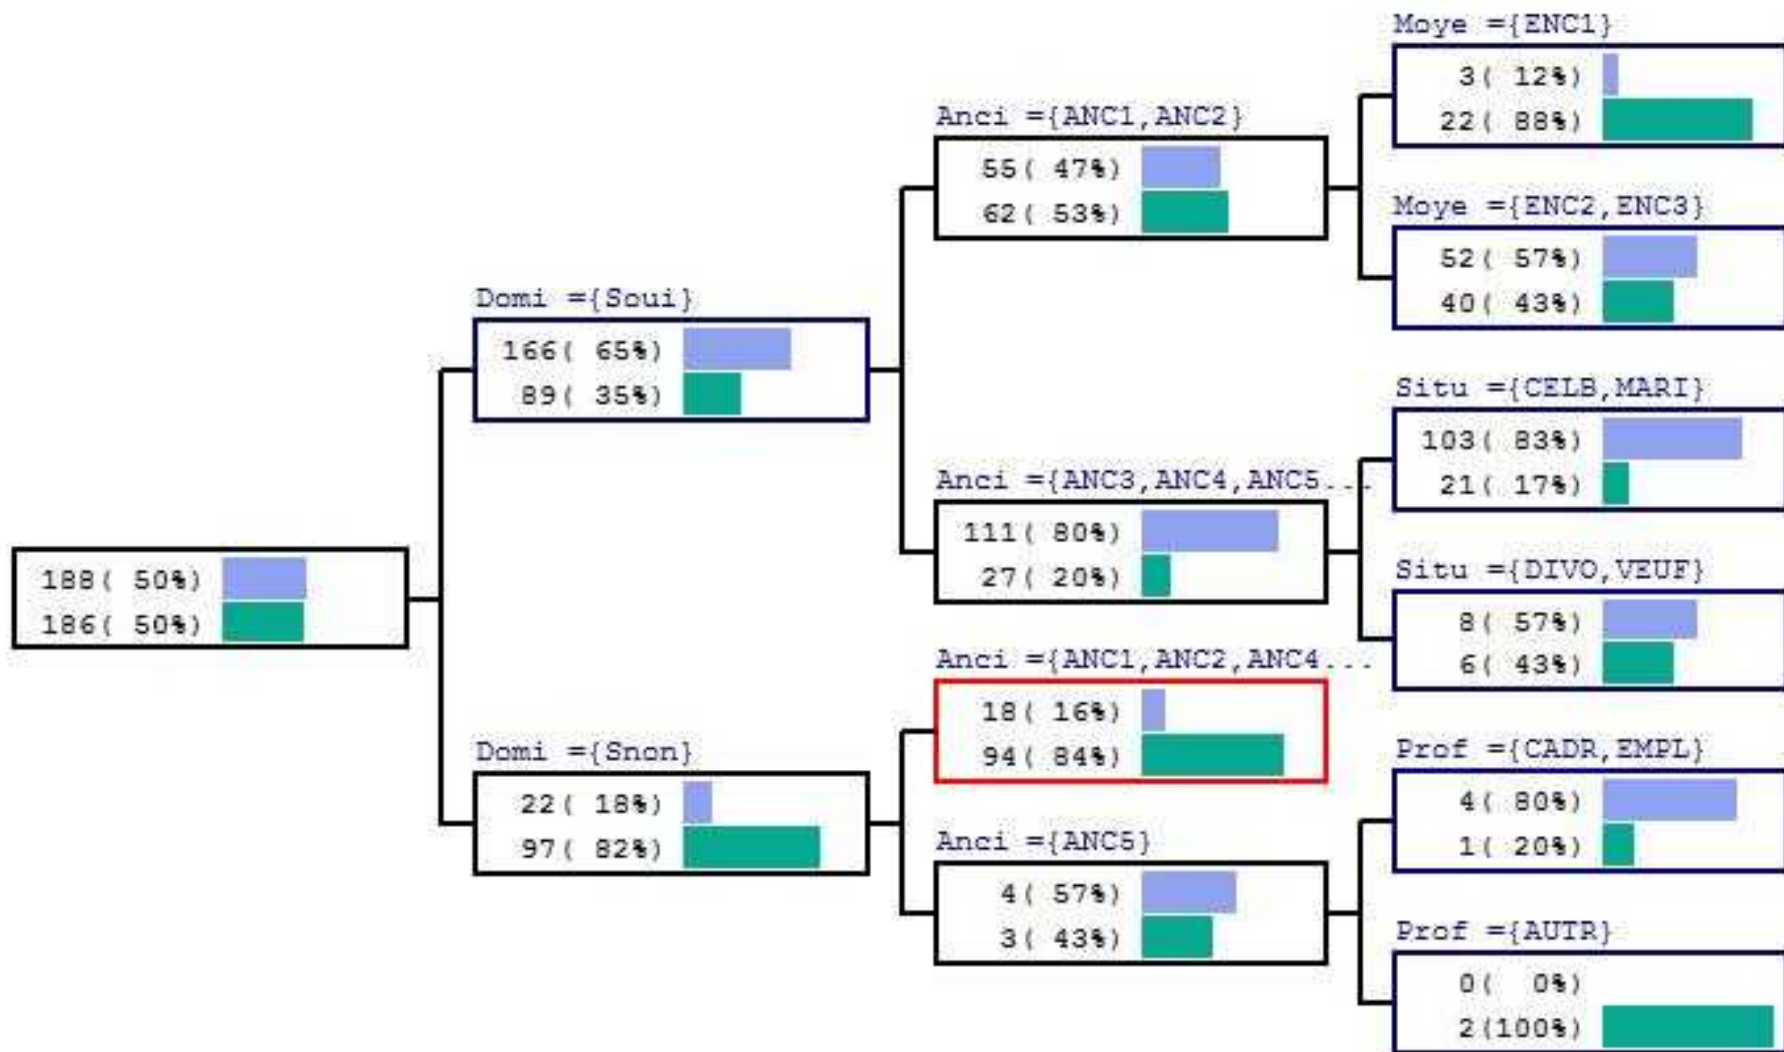 188( 50%)
186( 50%)
Domi ={Soui}
166( 65%)
89( 35%)
Domi ={Snon}
22( 18%)
97( 82%)
Anci ={ANC1,ANC2}
55( 47%)
62( 53%)
Anci ={ANC3,ANC4,ANC5...
111( 80%)
27( 20%)
Anci ={ANC1,ANC2,ANC4...
18( 16%)
94( 84%)
Anci ={ANC5}
4( 57%)
3( 43%)
Moye ={ENC1}
3( 12%)
22( 88%)
Moye ={ENC2,ENC3}
52( 57%)
40( 43%)
Situ ={CELB,MARI}
103( 83%)
21( 17%)
Situ ={DIVO,VEUF}
8( 57%)
6( 43%)
Prof ={CADR,EMPL}
4( 80%)
1( 20%)
Prof ={AUTR}
0( 0%)
2(100%)